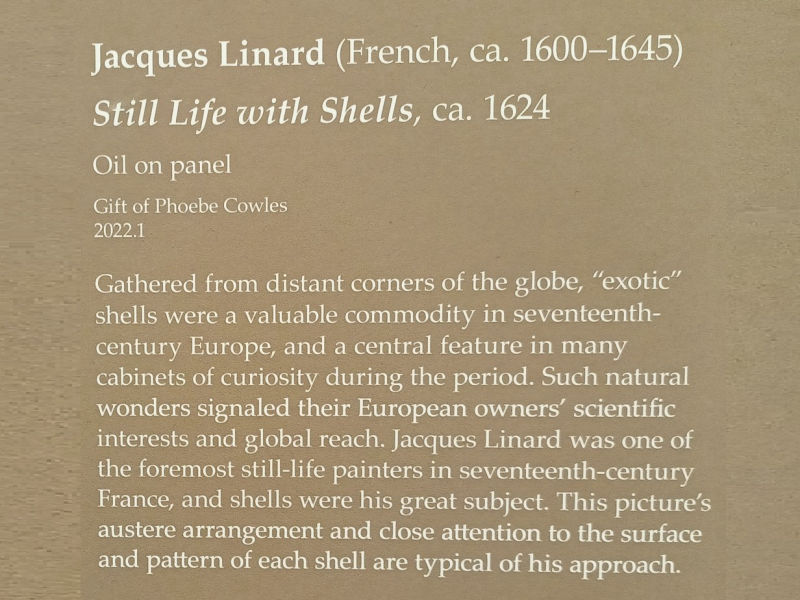 Jacques Linard (French, ca. 1600–1645)
Still Life with Shells, ca. 1624
Oil on panel
Gift of Phoebe Cowles
2022.1
Gathered from distant corners of the globe, “exotic”
shells were a valuable commodity in seventeenth-
century Europe, and a central feature in many
cabinets of curiosity during the period. Such natural
wonders signaled their European owners’ scientific
interests and global reach. Jacques Linard was one of
the foremost still-life painters in seventeenth-century
France, and shells were his great subject. This picture’s
austere arrangement and close attention to the surface
and pattern of each shell are typical of his approach.